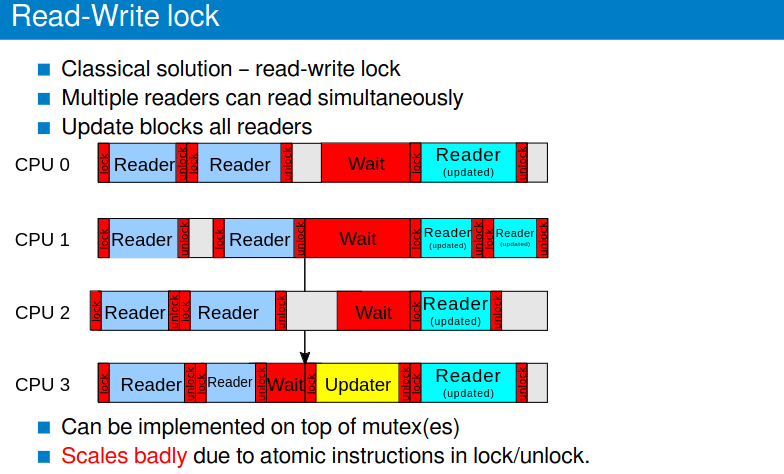 Read-Write lock
Classical solution – read-write lock
Multiple readers can read simultaneously
Update blocks all readers
CPU 0 lock Reader unlock lock Reader unlock Wait lock Reader (updated) unlock
CPU 1 lock Reader unlock lock Reader unlock Wait lock Reader (updated) unlock lock Reader (updated) unlock
CPU 2 lock Reader unlock lock Reader unlock Wait lock Reader (updated) unlock
CPU 3 lock Reader unlock lock Reader unlock Wait lock Updater unlock lock Reader (updated) unlock
Can be implemented on top of mutex(es)
Scales badly due to atomic instructions in lock/unlock.